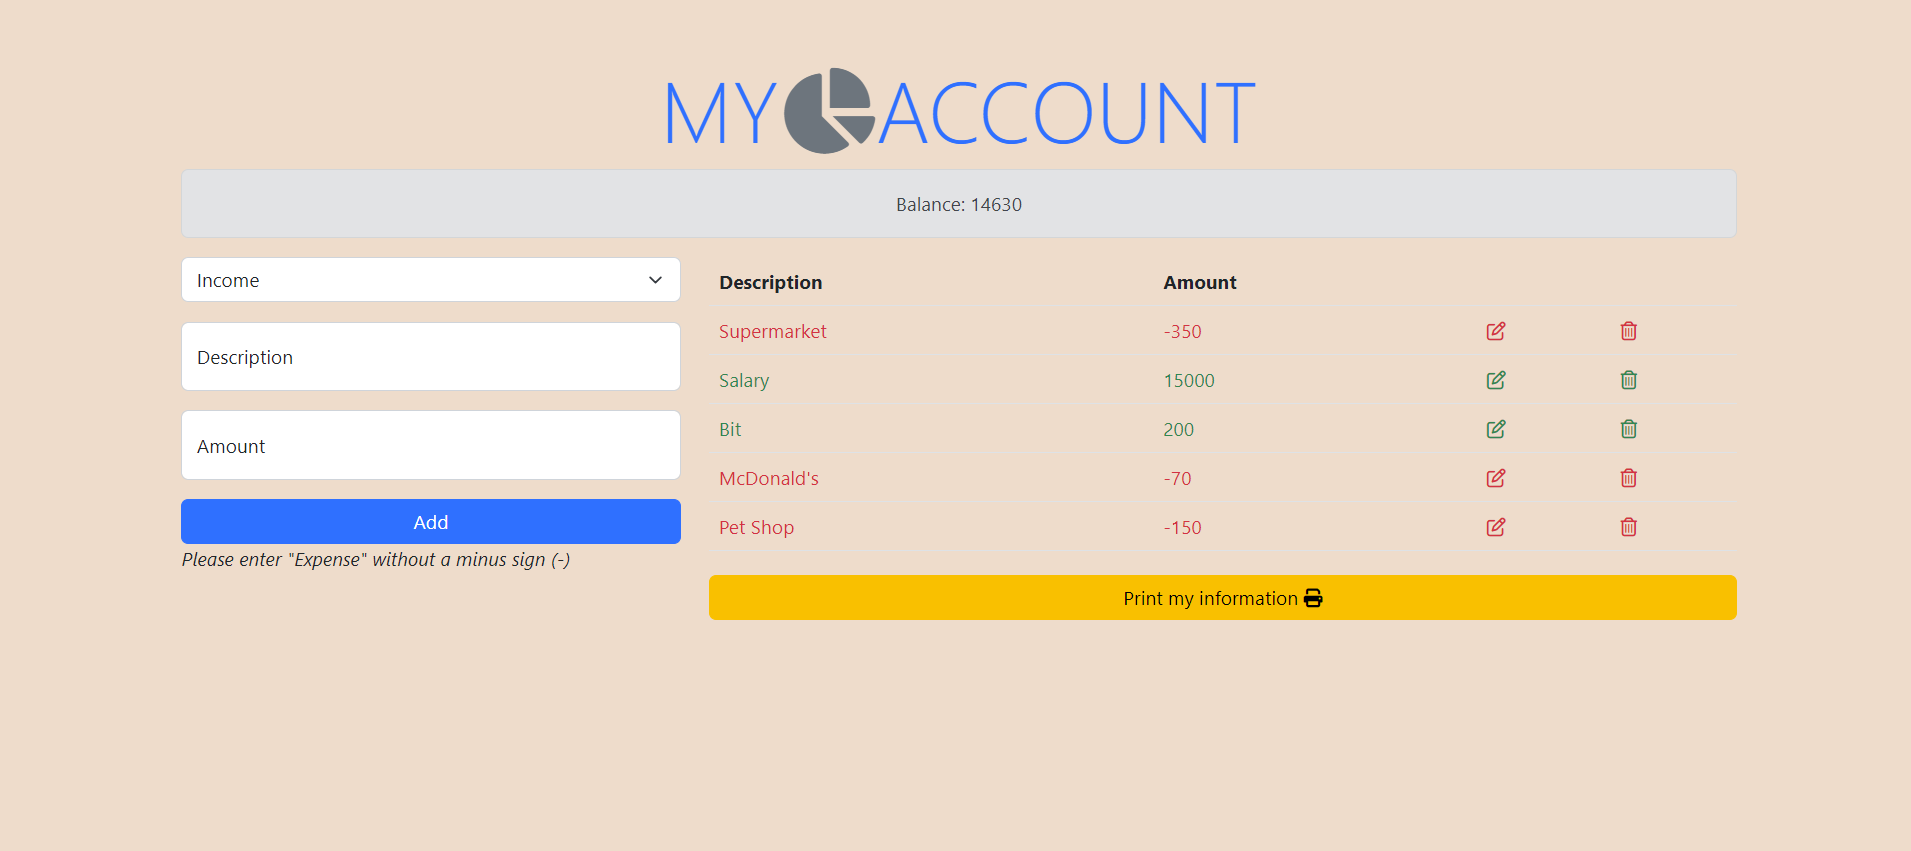 MY ACCOUNT
Balance: 14630
Income
Description
Amount
Add
Please enter "Expense" without a minus sign (-)
Description Amount
Supermarket -350
Salary 15000
Bit 200
McDonald's -70
Pet Shop -150
Print my information